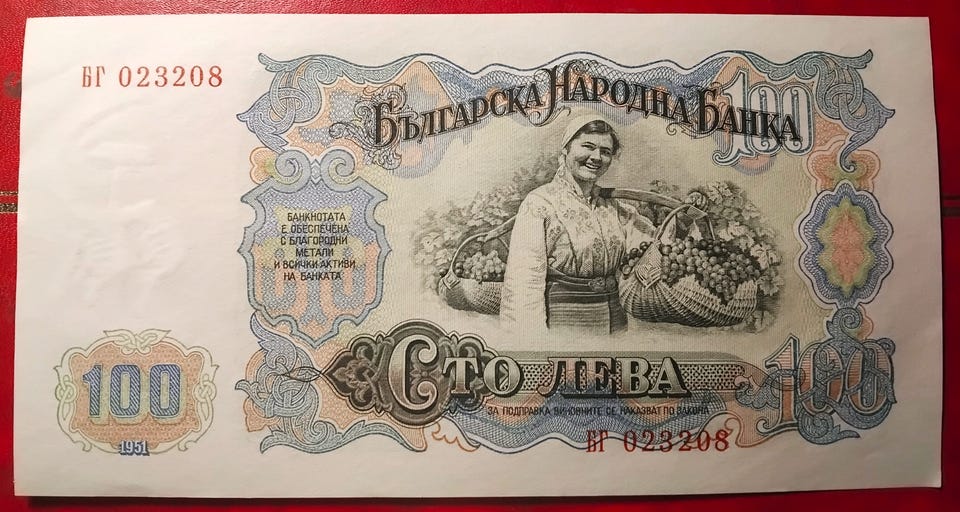 БГ 023208
Българска Народна Банка
100
БАНКНОТАТА
Е ОБЕСПЕЧЕНА
С БЛАГОРОДНИ
МЕТАЛИ
И ВСИЧКИ АКТИВИ
НА БАНКАТА
100
1951
Сто лева
100
ЗА ПОДПРАВКА ВИНОВНИТЕ СЕ НАКАЗВАТ ПО ЗАКОНА
БГ 023208